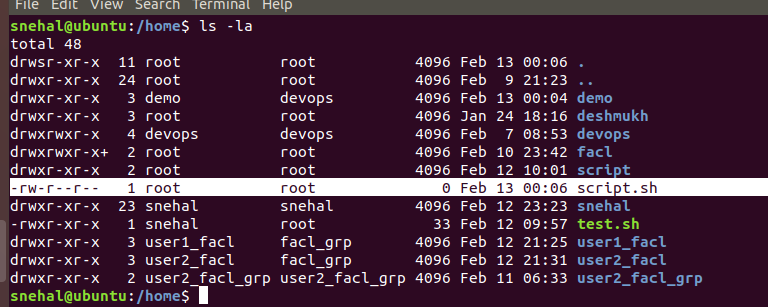 File Edit View Search Terminal Help
snehal@ubuntu:/home$ ls -la
total 48
drwsr-xr-x 11 root root 4096 Feb 13 00:06 .
drwxr-xr-x 24 root root 4096 Feb 9 21:23 ..
drwxr-xr-x 3 demo devops 4096 Feb 13 00:04 demo
drwxr-xr-x 3 root root 4096 Jan 24 18:16 deshmukh
drwxrwxr-x 4 devops devops 4096 Feb 7 08:53 devops
drwxrwxr-x+ 2 root root 4096 Feb 10 23:42 facl
drwxr-xr-x 2 root root 4096 Feb 12 10:01 script
-rw-r--r-- 1 root root 0 Feb 13 00:06 script.sh
drwxr-xr-x 23 snehal snehal 4096 Feb 12 23:23 snehal
-rwxr-xr-x 1 snehal root 33 Feb 12 09:57 test.sh
drwxr-xr-x 3 user1_facl facl_grp 4096 Feb 12 21:25 user1_facl
drwxr-xr-x 3 user2_facl facl_grp 4096 Feb 12 21:31 user2_facl
drwxr-xr-x 2 user2_facl_grp user2_facl_grp 4096 Feb 11 06:33 user2_facl_grp
snehal@ubuntu:/home$